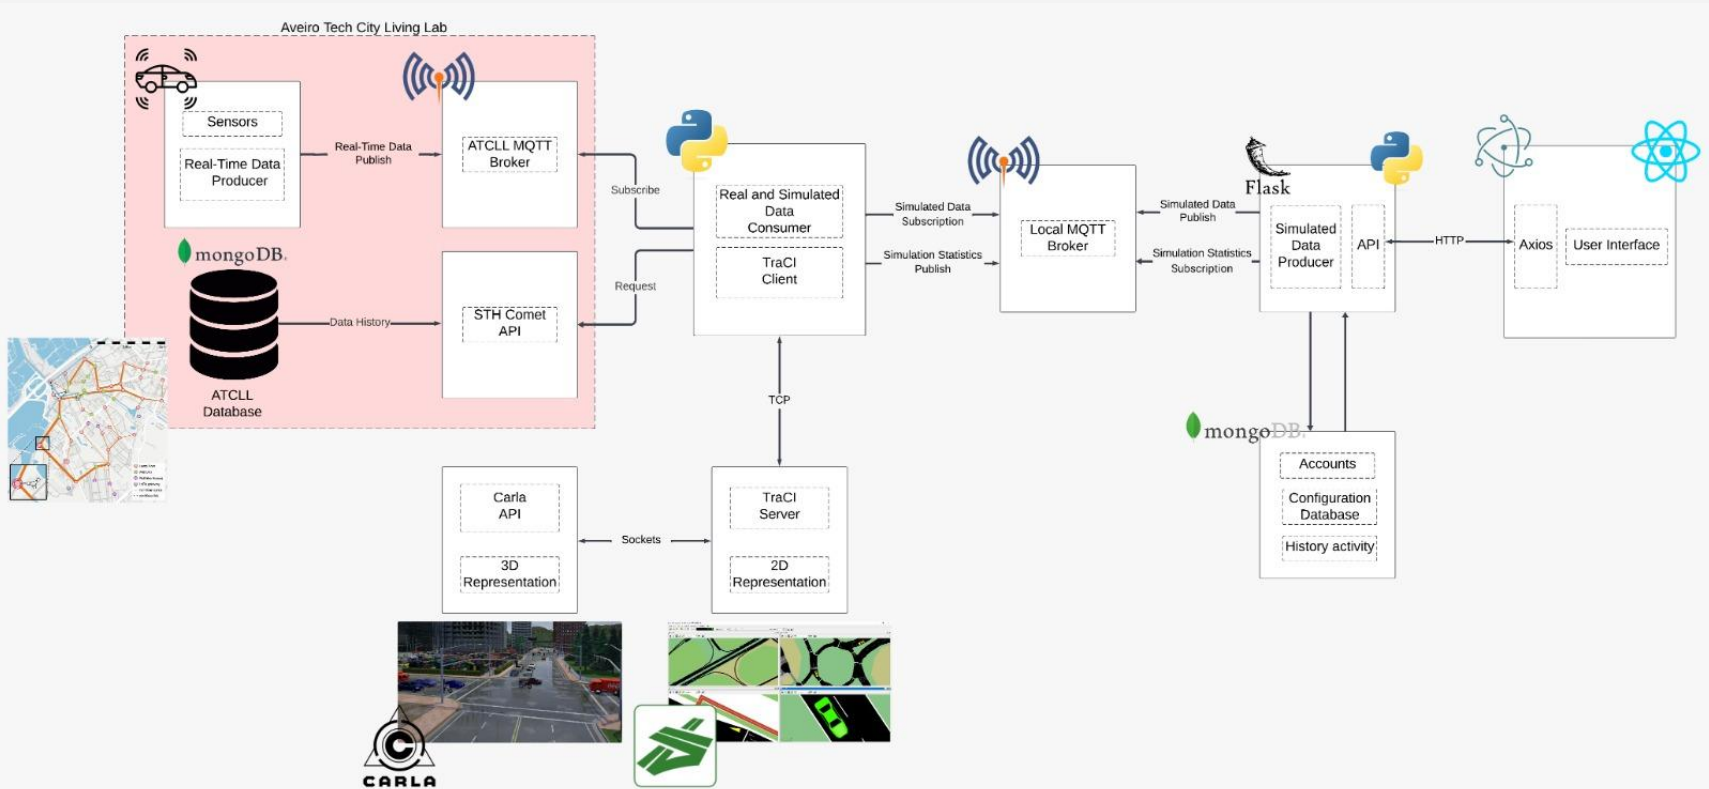 Aveiro Tech City Living Lab
Sensors
Real-Time Data
Producer
Real-Time Data
Publish
ATCLL MQTT
Broker
mongoDB.
ATCLL
Database
Data History
STH Comet
API
Subscribe
Request
Real and Simulated
Data
Consumer
TraCI
Client
Simulated Data
Subscription
Simulation Statistics
Publish
Local MQTT
Broker
Simulated Data
Publish
Simulation Statistics
Subscription
Flask
Simulated
Data
Producer
API
HTTP
Axios
User Interface
TCP
mongoDB.
Accounts
Configuration
Database
History activity
Carla
API
3D
Representation
Sockets
TraCI
Server
2D
Representation
CARLA